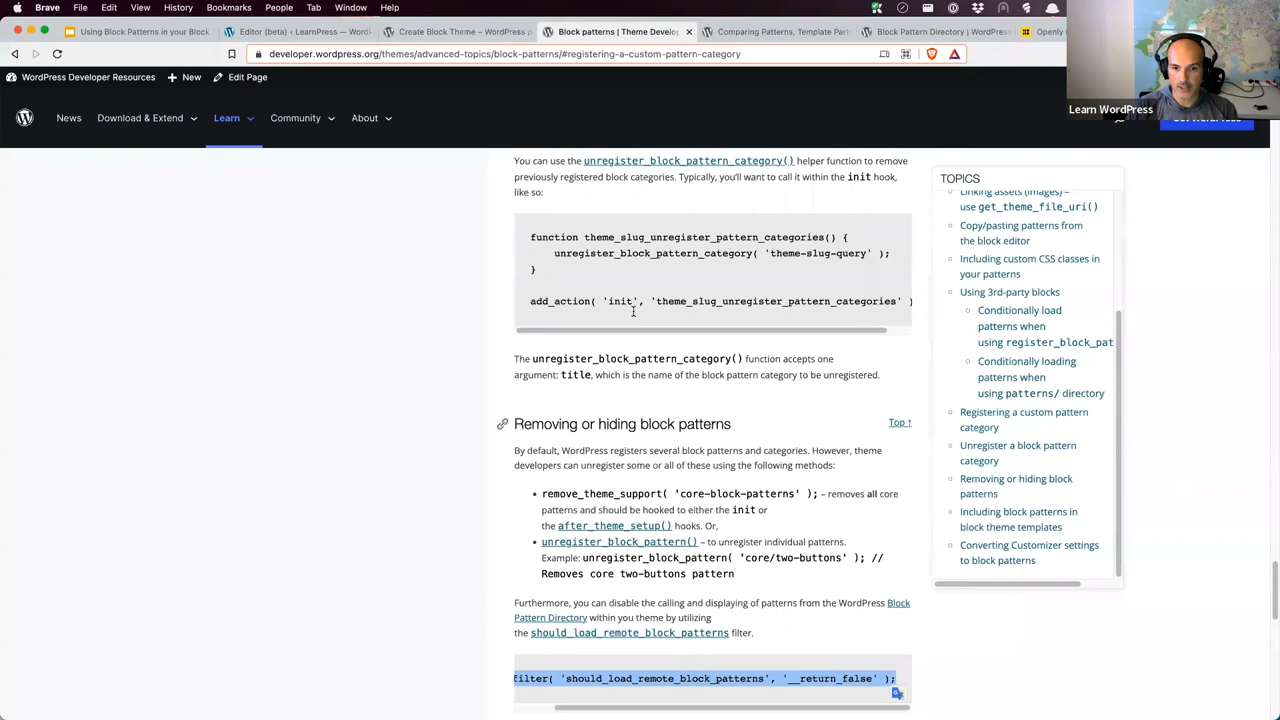 Brave File Edit View History Bookmarks People Tab Window Help
Using Block Patterns in your Block
Editor (beta) ‹ LearnPress — Word
Create Block Theme – WordPress p
Block patterns | Theme Develo
Comparing Patterns, Template Part
Block Pattern Directory | WordPress
Openly
developer.wordpress.org/themes/advanced-topics/block-patterns/#registering-a-custom-pattern-category
WordPress Developer Resources New Edit Page
Learn WordPress
News Download & Extend Learn Community About
You can use the unregister_block_pattern_category() helper function to remove
previously registered block categories. Typically, you'll want to call it within the init hook,
like so:
function theme_slug_unregister_pattern_categories() {
unregister_block_pattern_category( 'theme-slug-query' );
}
add_action( 'init', 'theme_slug_unregister_pattern_categories' )
The unregister_block_pattern_category() function accepts one
argument: title, which is the name of the block pattern category to be unregistered.
Removing or hiding block patterns
Top ↑
By default, WordPress registers several block patterns and categories. However, theme
developers can unregister some or all of these using the following methods:
• remove_theme_support( 'core-block-patterns' ); – removes all core
patterns and should be hooked to either the init or
the after_theme_setup() hooks. Or,
• unregister_block_pattern() – to unregister individual patterns.
Example: unregister_block_pattern( 'core/two-buttons' ); //
Removes core two-buttons pattern
Furthermore, you can disable the calling and displaying of patterns from the WordPress Block
Pattern Directory within you theme by utilizing
the should_load_remote_block_patterns filter.
filter( 'should_load_remote_block_patterns', '__return_false' );
TOPICS
Linking assets (images) –
use get_theme_file_uri()
Copy/pasting patterns from
the block editor
Including custom CSS classes in
your patterns
Using 3rd-party blocks
Conditionally load
patterns when
using register_block_pat
Conditionally loading
patterns when
using patterns/ directory
Registering a custom pattern
category
Unregister a block pattern
category
Removing or hiding block
patterns
Including block patterns in
block theme templates
Converting Customizer settings
to block patterns